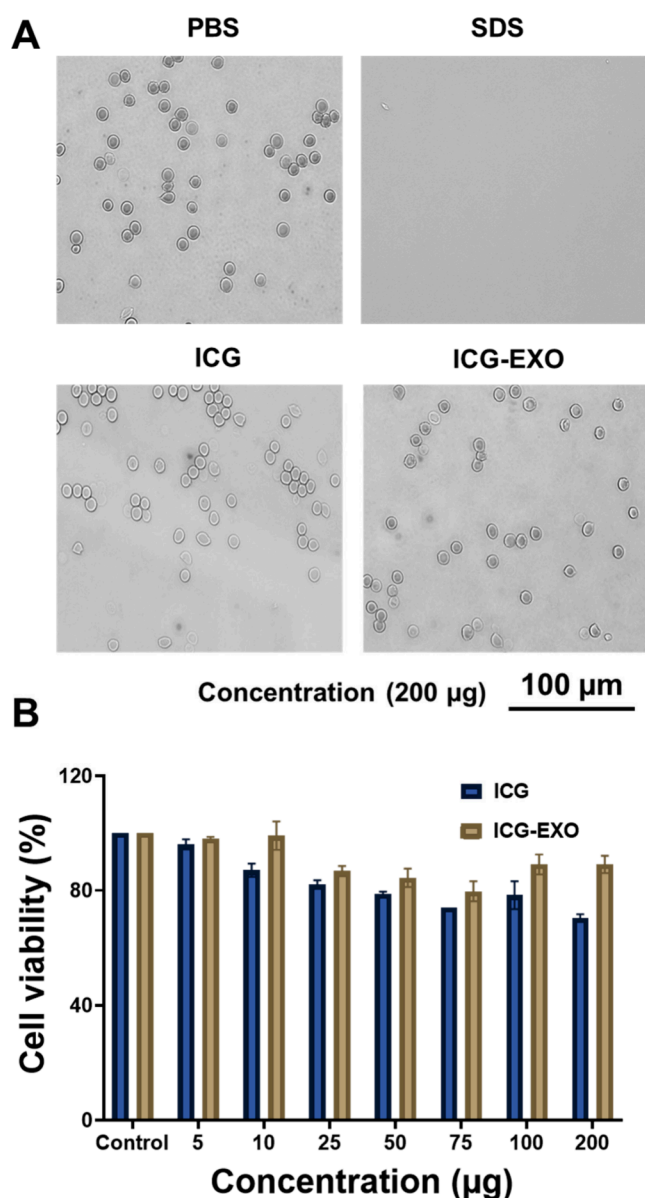 A
PBS
SDS
ICG
ICG-EXO
Concentration (200 µg)
100 µm
B
120
80
40
0
Cell viability (%)
ICG
ICG-EXO
Control 5 10 25 50 75 100 200
Concentration (µg)